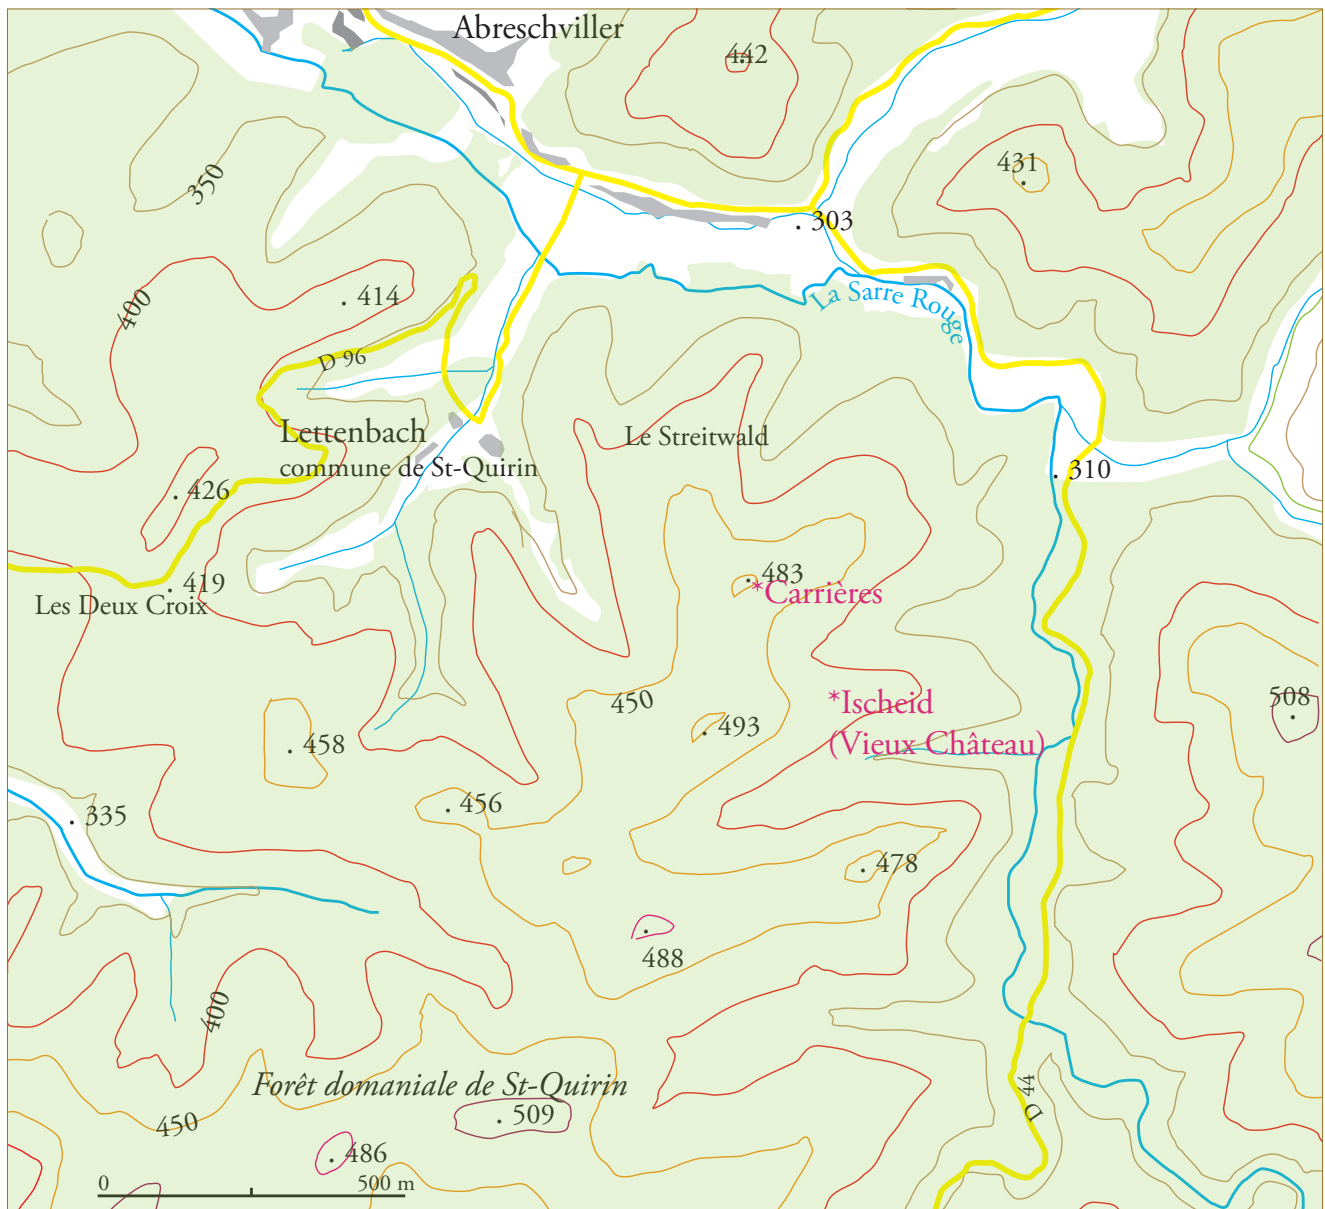 Abreschviller
442
431
350
303
La Sarre Rouge
400
414
D 96
Lettenbach
commune de St-Quirin
Le Streitwald
426
310
483
*Carrières
419
Les Deux Croix
450
*Ischeid
(Vieux Château)
493
508
458
456
335
478
488
400
Forêt domaniale de St-Quirin
509
D 44
450
486
0
500 m